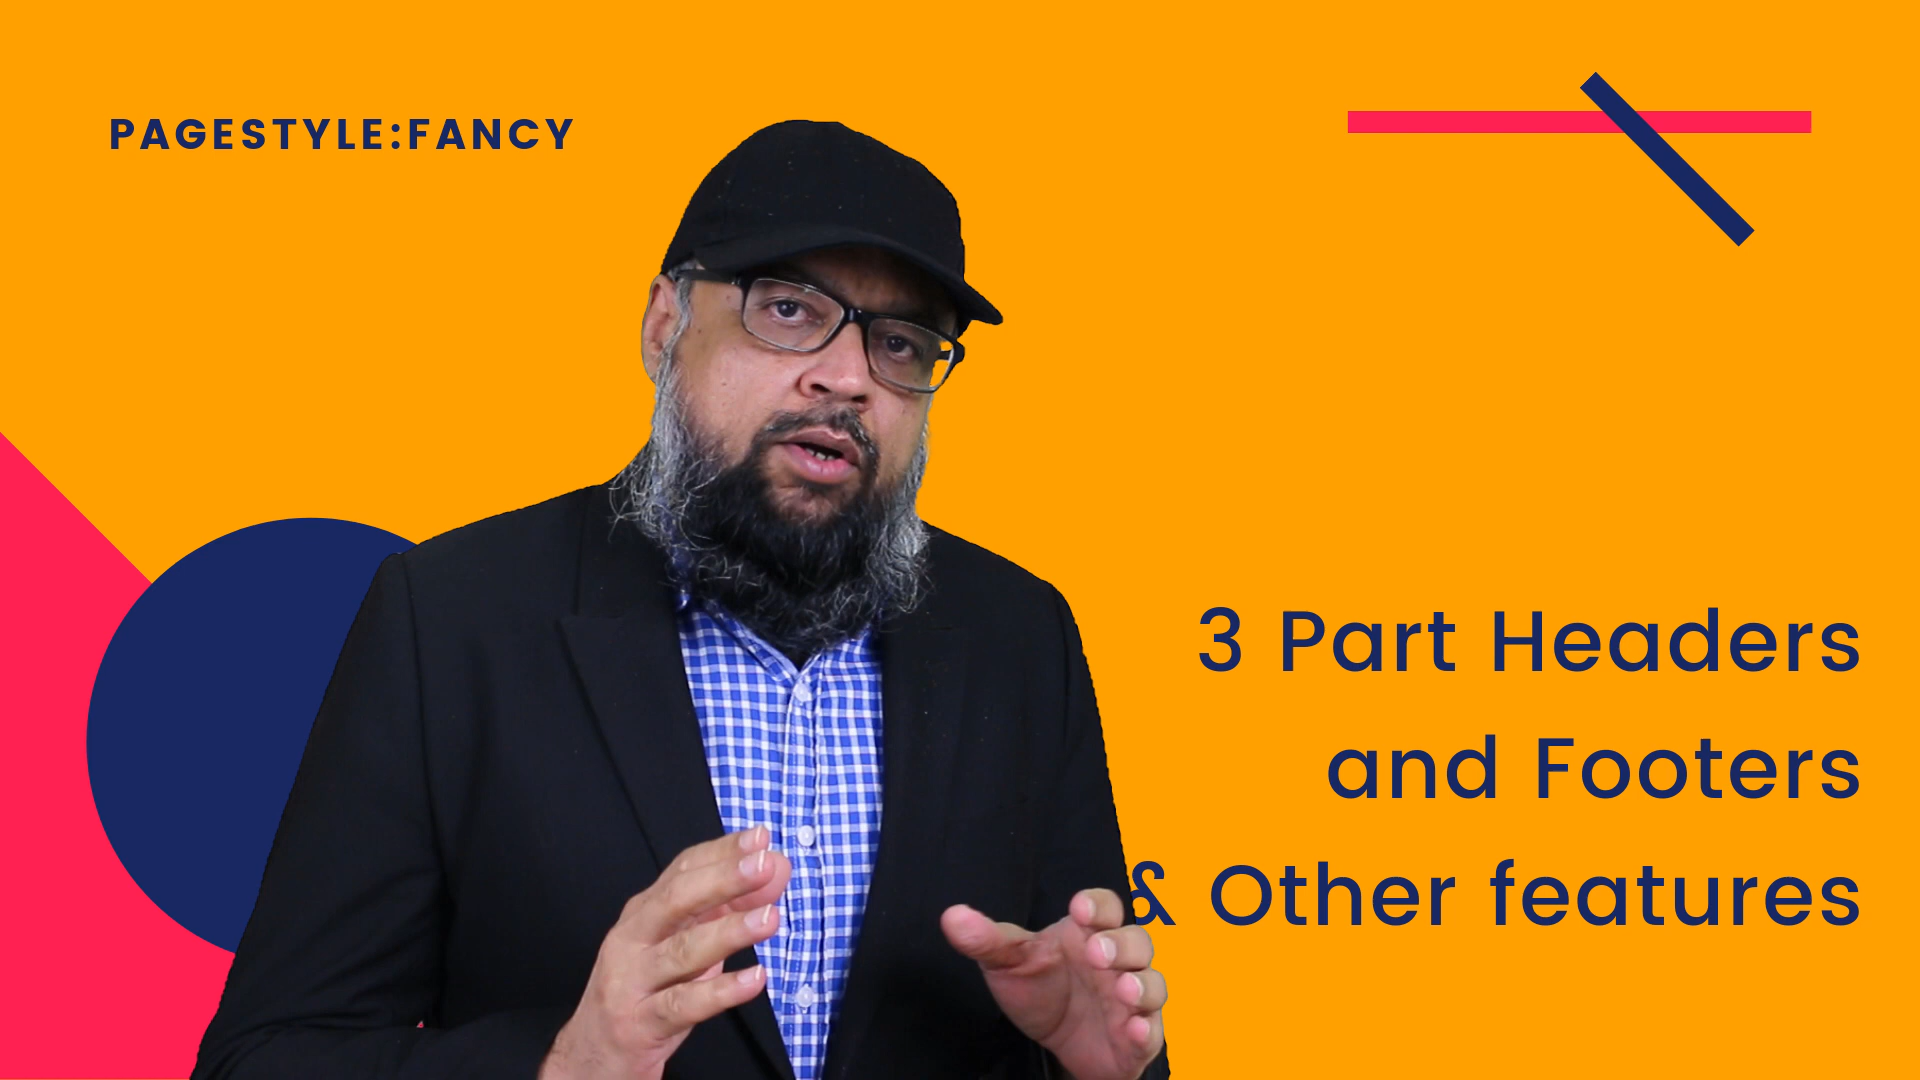 PAGESTYLE:FANCY
3 Part Headers
and Footers
& Other features